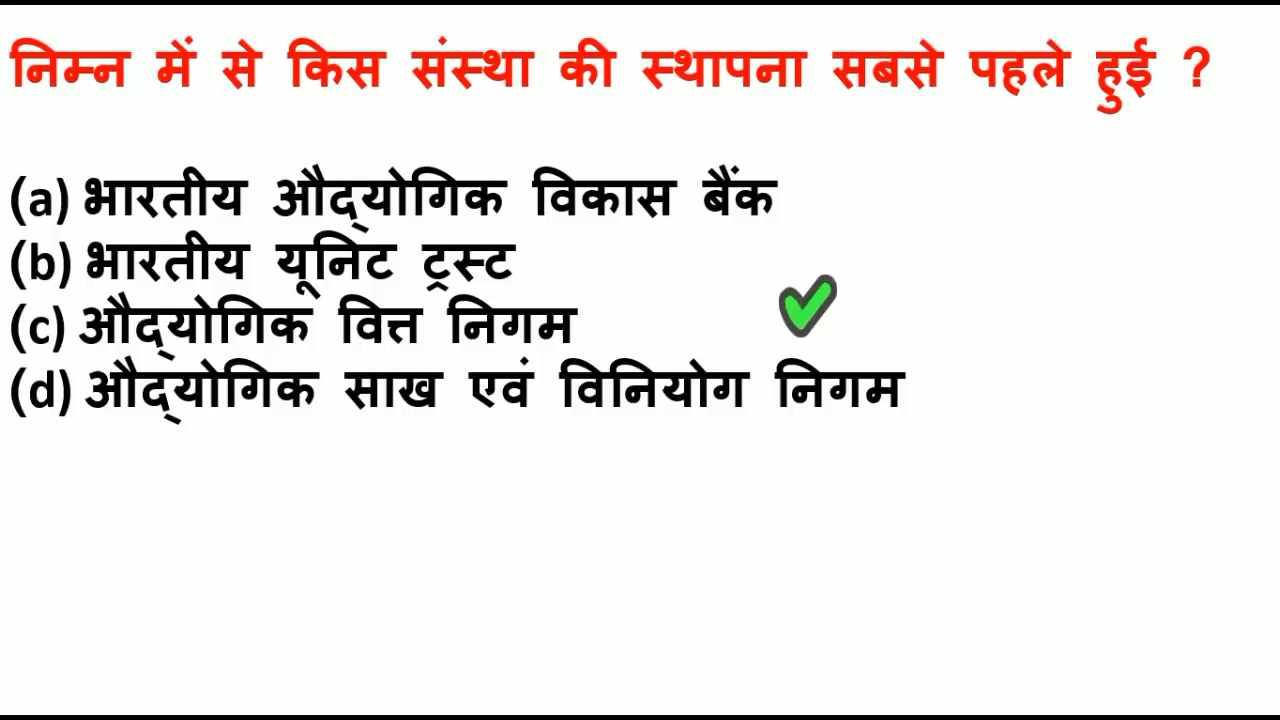 निम्न में से किस संस्था की स्थापना सबसे पहले हुई ?
(a) भारतीय औद्योगिक विकास बैंक
(b) भारतीय यूनिट ट्रस्ट
(c) औद्योगिक वित्त निगम
(d) औद्योगिक साख एवं विनियोग निगम